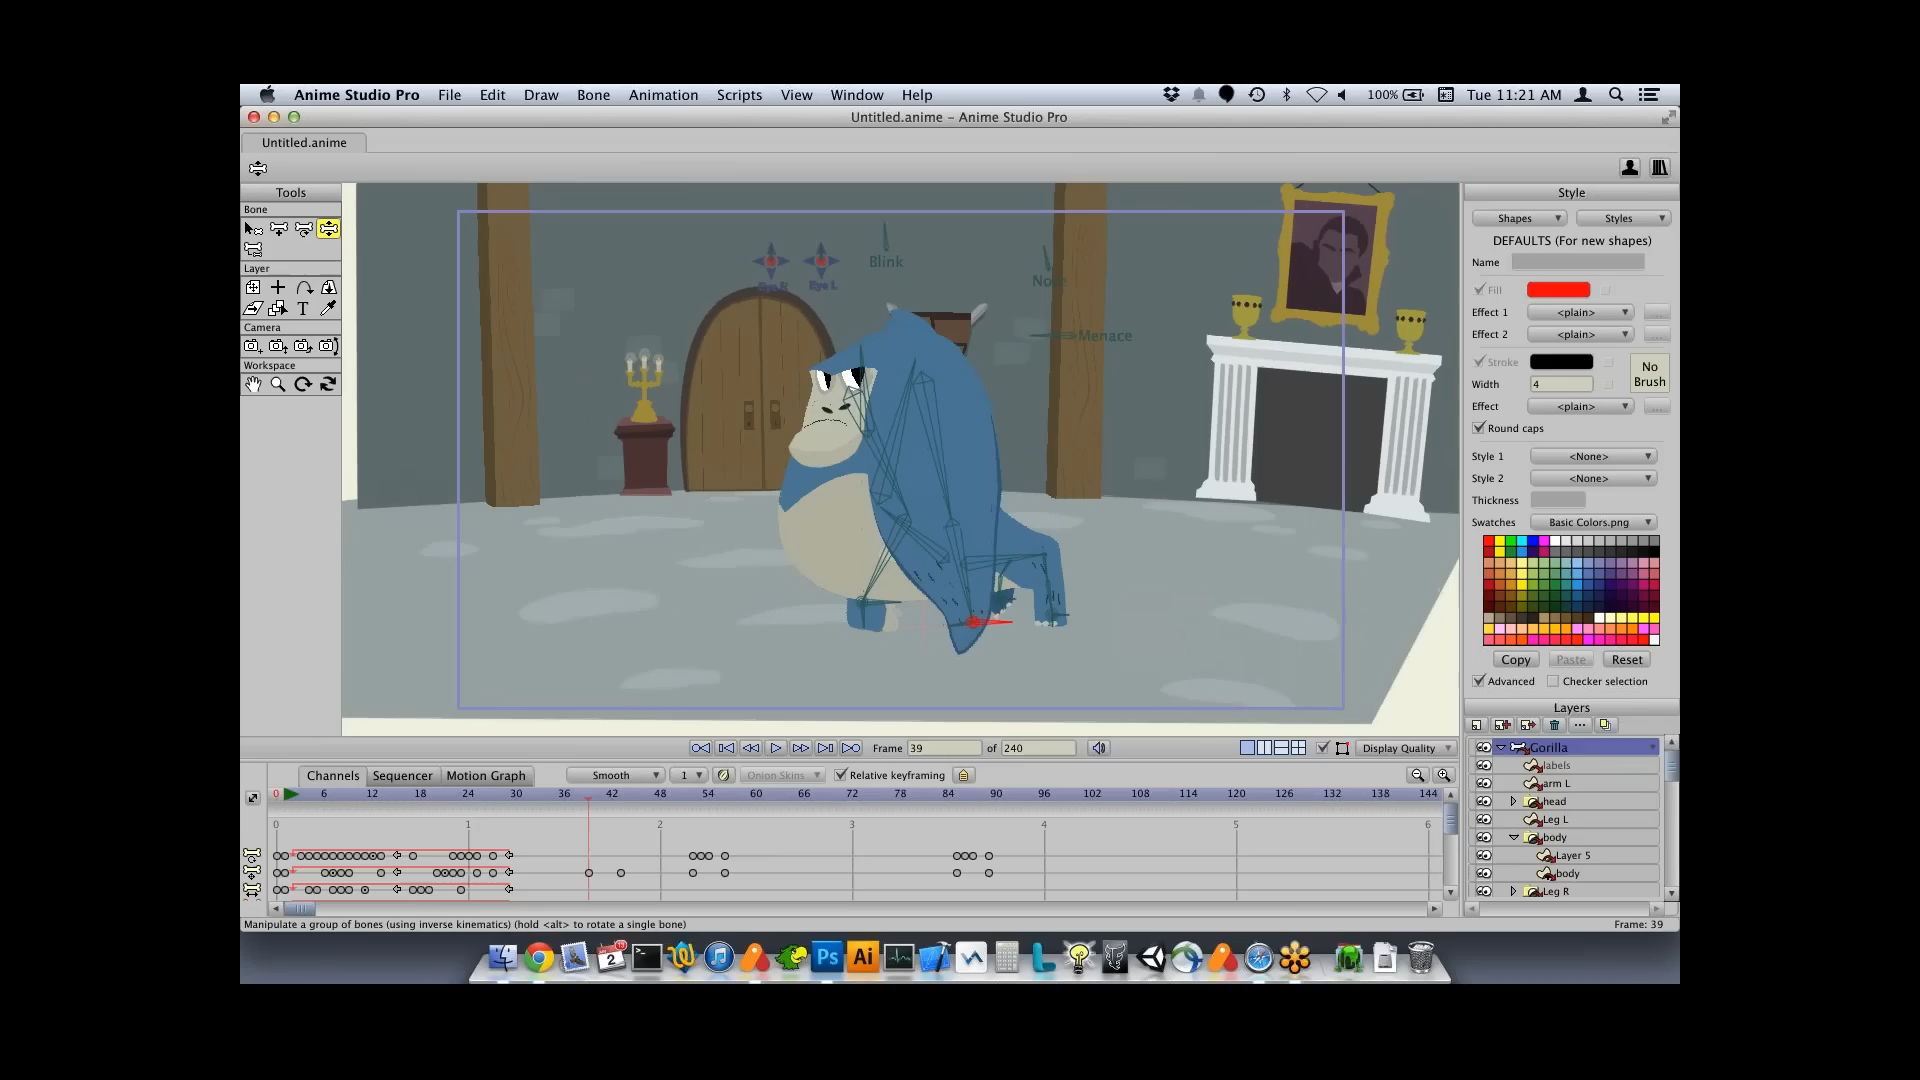 Anime Studio Pro File Edit Draw Bone Animation Scripts View Window Help 100% Tue 11:21 AM
Untitled.anime – Anime Studio Pro
Untitled.anime
Tools
Bone
Layer
T
Camera
Workspace
Blink
Eye L
Menace
Style
Shapes Styles
DEFAULTS (For new shapes)
Name
Fill
Effect 1 <plain>
Effect 2 <plain>
Stroke
No Brush
Width 4
Effect <plain>
Round caps
Style 1 <None>
Style 2 <None>
Thickness
Swatches Basic Colors.png
Copy Paste Reset
Advanced Checker selection
Layers
Gorilla
labels
arm L
head
Leg L
body
Layer 5
body
Leg R
Frame 39 of 240 Display Quality
Channels Sequencer Motion Graph Smooth 1 Onion Skins Relative keyframing
0 6 12 18 24 30 36 42 48 54 60 66 72 78 84 90 96 102 108 114 120 126 132 138 144
0 1 2 3 4 5 6
Manipulate a group of bones (using inverse kinematics) (hold <alt> to rotate a single bone) Frame: 39
2 Ps Ai